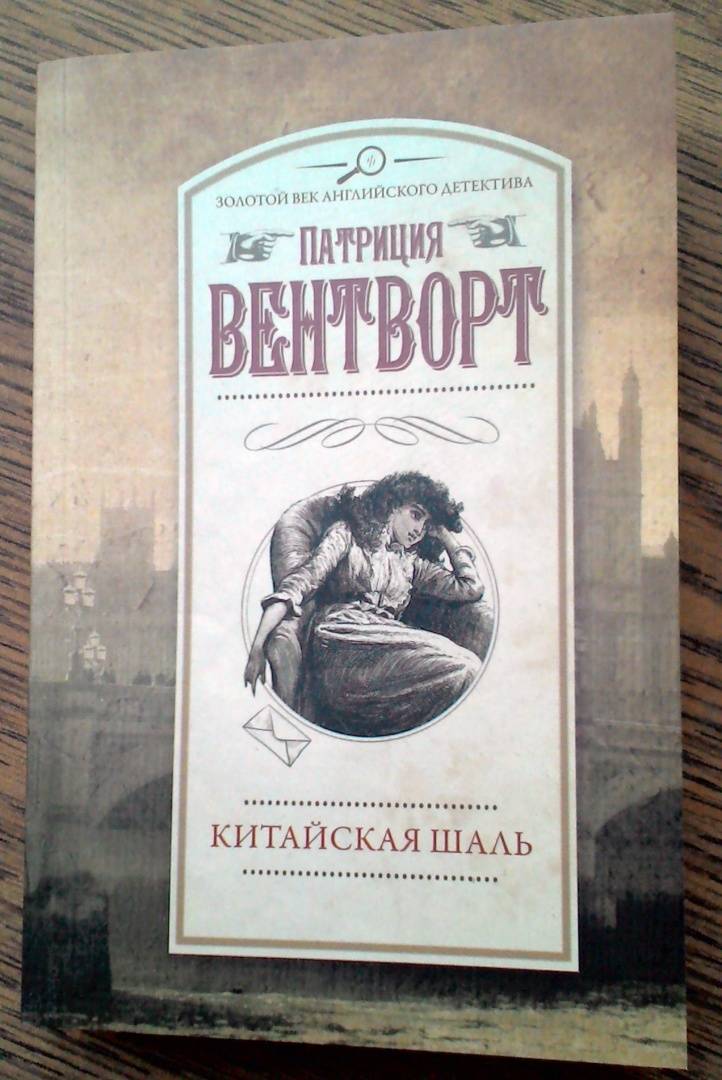 ЗОЛОТОЙ ВЕК АНГЛИЙСКОГО ДЕТЕКТИВА
ПАТРИЦИЯ
ВЕНТВОРТ
КИТАЙСКАЯ ШАЛЬ